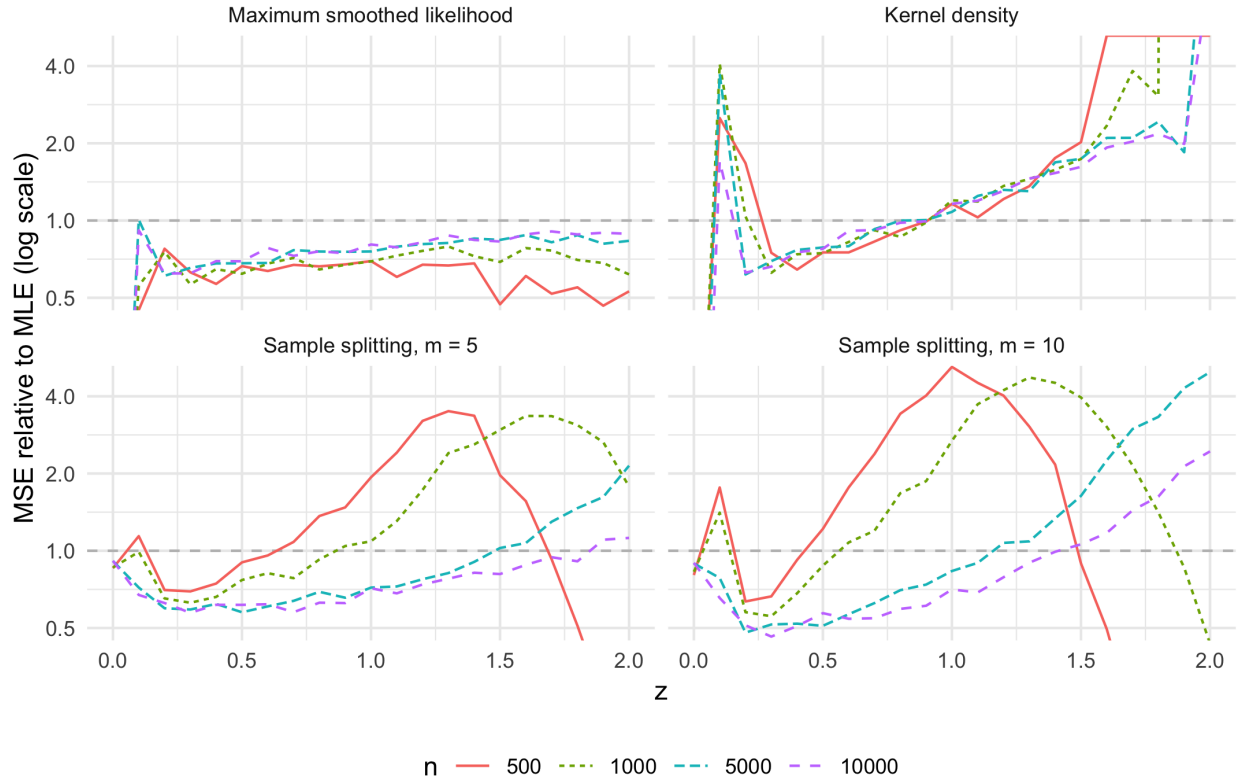 Maximum smoothed likelihood
Kernel density
4.0
2.0
1.0
0.5
Sample splitting, m = 5
Sample splitting, m = 10
4.0
2.0
1.0
0.5
MSE relative to MLE (log scale)
0.0 0.5 1.0 1.5 2.0
0.0 0.5 1.0 1.5 2.0
z
n 500 1000 5000 10000